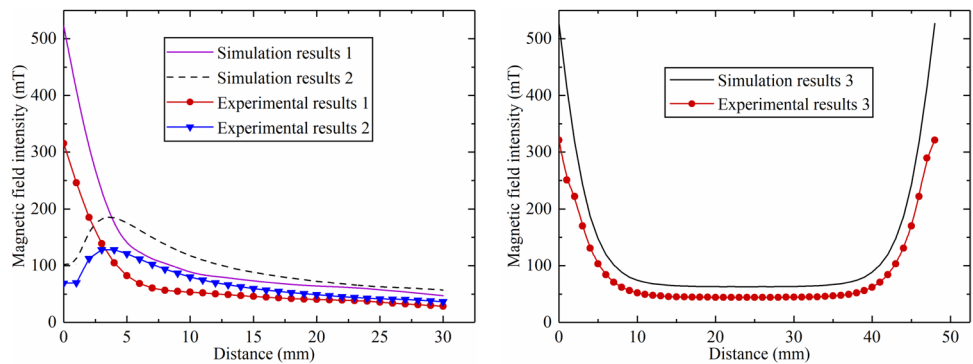 500
400
300
200
100
0
Magnetic field intensity (mT)
Simulation results 1
Simulation results 2
Experimental results 1
Experimental results 2
0 5 10 15 20 25 30
Distance (mm)
500
400
300
200
100
0
Magnetic field intensity (mT)
Simulation results 3
Experimental results 3
0 10 20 30 40 50
Distance (mm)